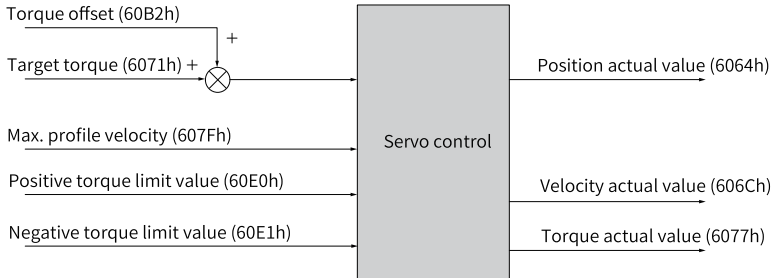 Torque offset (60B2h)
+
Target torque (6071h) +
Position actual value (6064h)
Max. profile velocity (607Fh)
Servo control
Positive torque limit value (60E0h)
Velocity actual value (606Ch)
Negative torque limit value (60E1h)
Torque actual value (6077h)